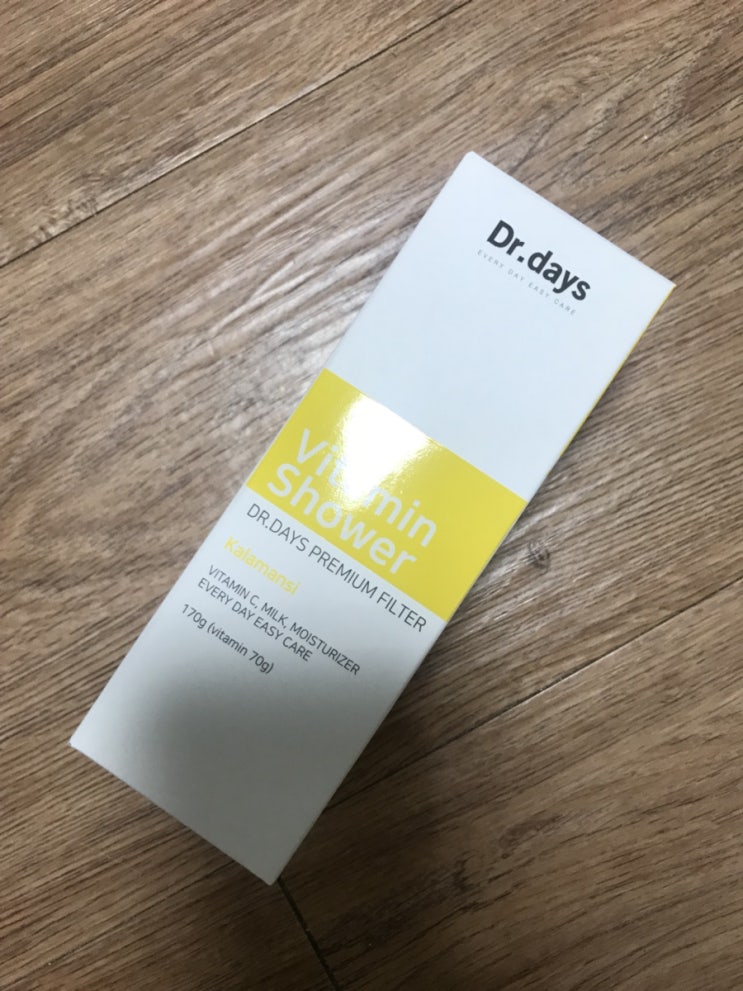 Dr.days
EVERY DAY EASY CARE
Vitamin
Shower
DR.DAYS PREMIUM FILTER
Kalamansi
VITAMIN C, MILK, MOISTURIZER
EVERY DAY EASY CARE
170g (vitamin 70g)